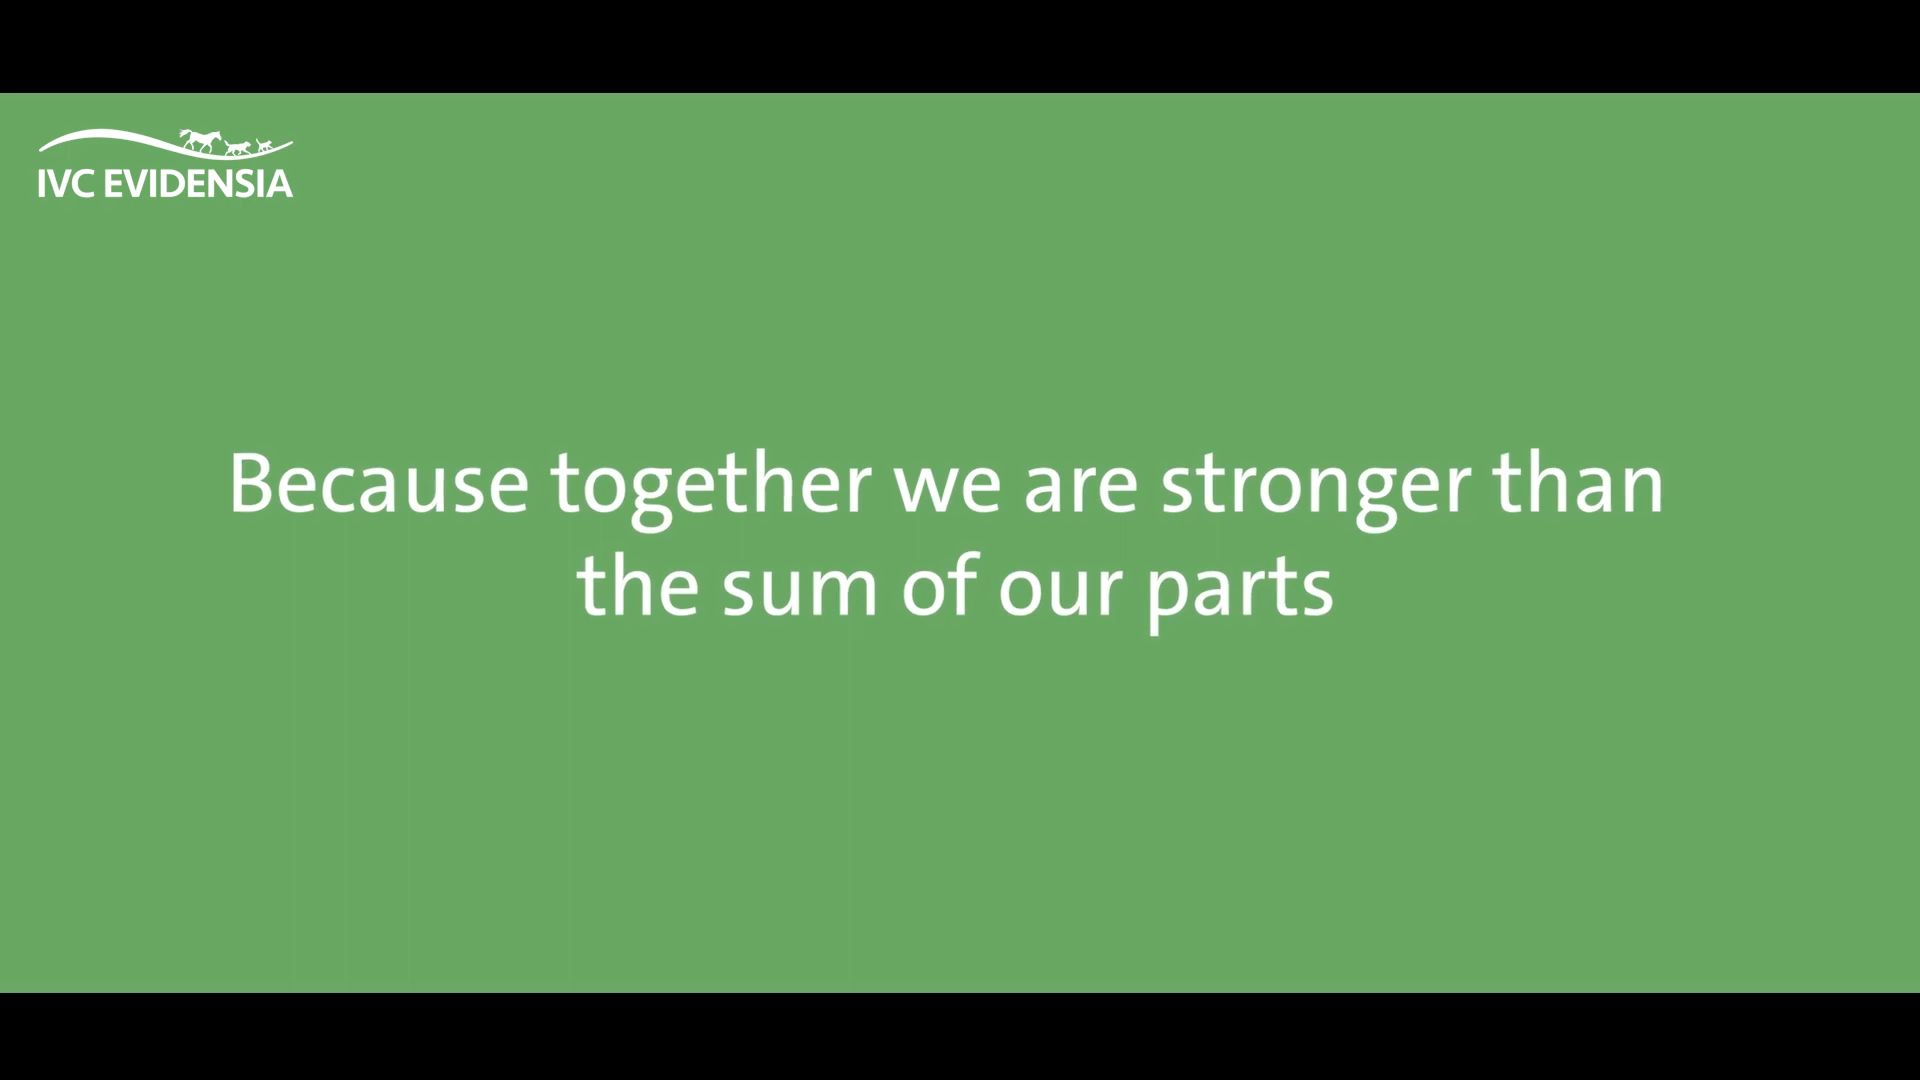 IVC EVIDENSIA
Because together we are stronger than
the sum of our parts